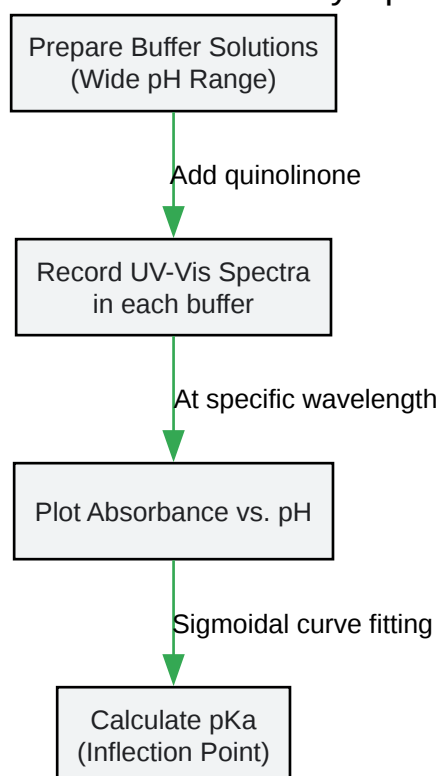 Prepare Buffer Solutions
(Wide pH Range)
Add quinolinone
Record UV-Vis Spectra
in each buffer
At specific wavelength
Plot Absorbance vs. pH
Sigmoidal curve fitting
Calculate pKa
(Inflection Point)